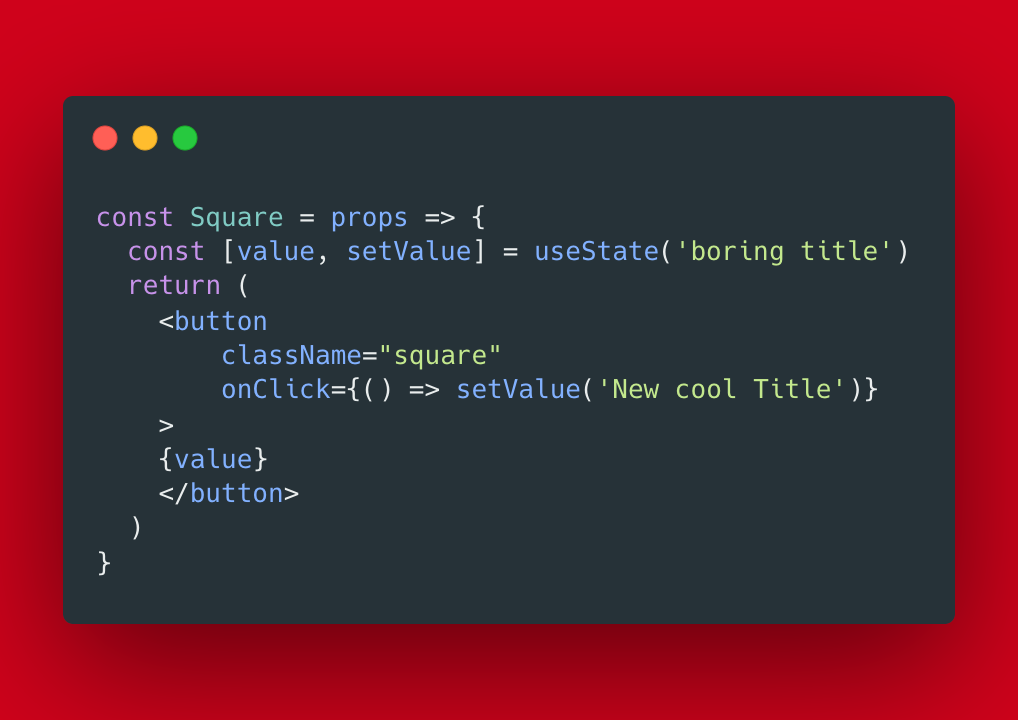 const Square = props => {
  const [value, setValue] = useState('boring title')
  return (
    <button
        className="square"
        onClick={() => setValue('New cool Title')}
    >
    {value}
    </button>
  )
}